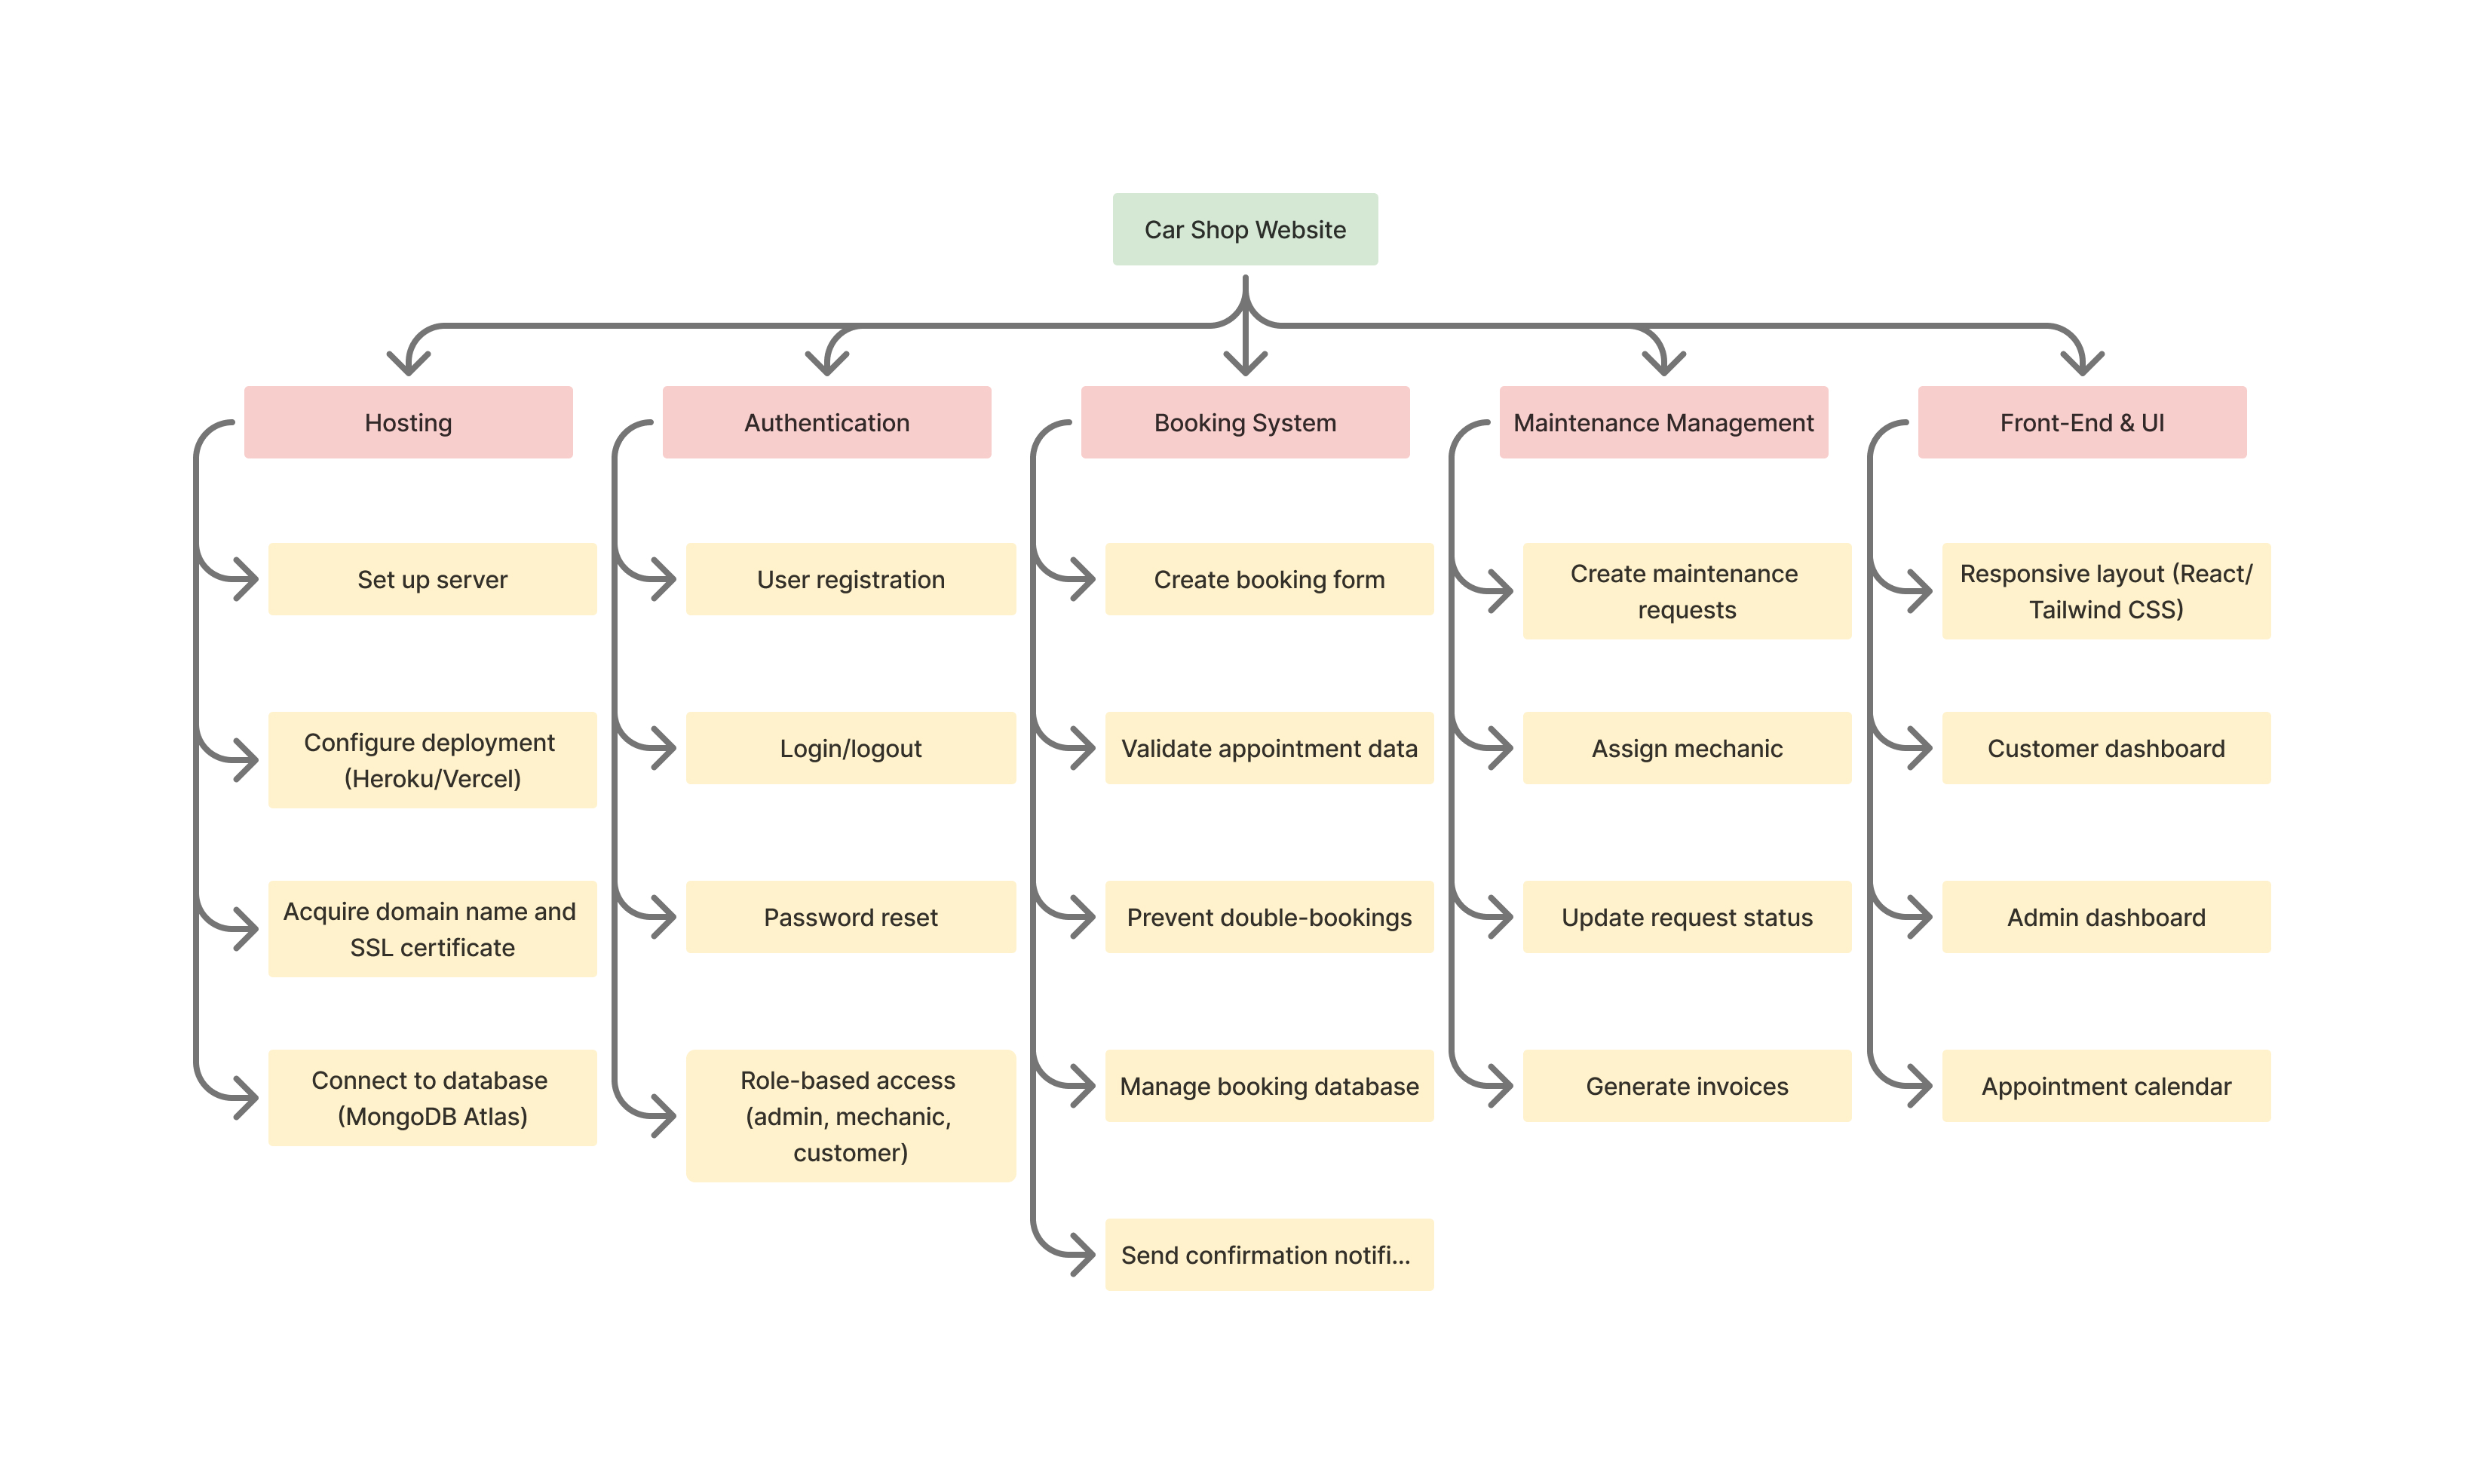 Car Shop Website
Hosting
Authentication
Booking System
Maintenance Management
Front-End & UI
Set up server
Configure deployment
(Heroku/Vercel)
Acquire domain name and
SSL certificate
Connect to database
(MongoDB Atlas)
User registration
Login/logout
Password reset
Role-based access
(admin, mechanic,
customer)
Create booking form
Validate appointment data
Prevent double-bookings
Manage booking database
Send confirmation notifi...
Create maintenance
requests
Assign mechanic
Update request status
Generate invoices
Responsive layout (React/
Tailwind CSS)
Customer dashboard
Admin dashboard
Appointment calendar